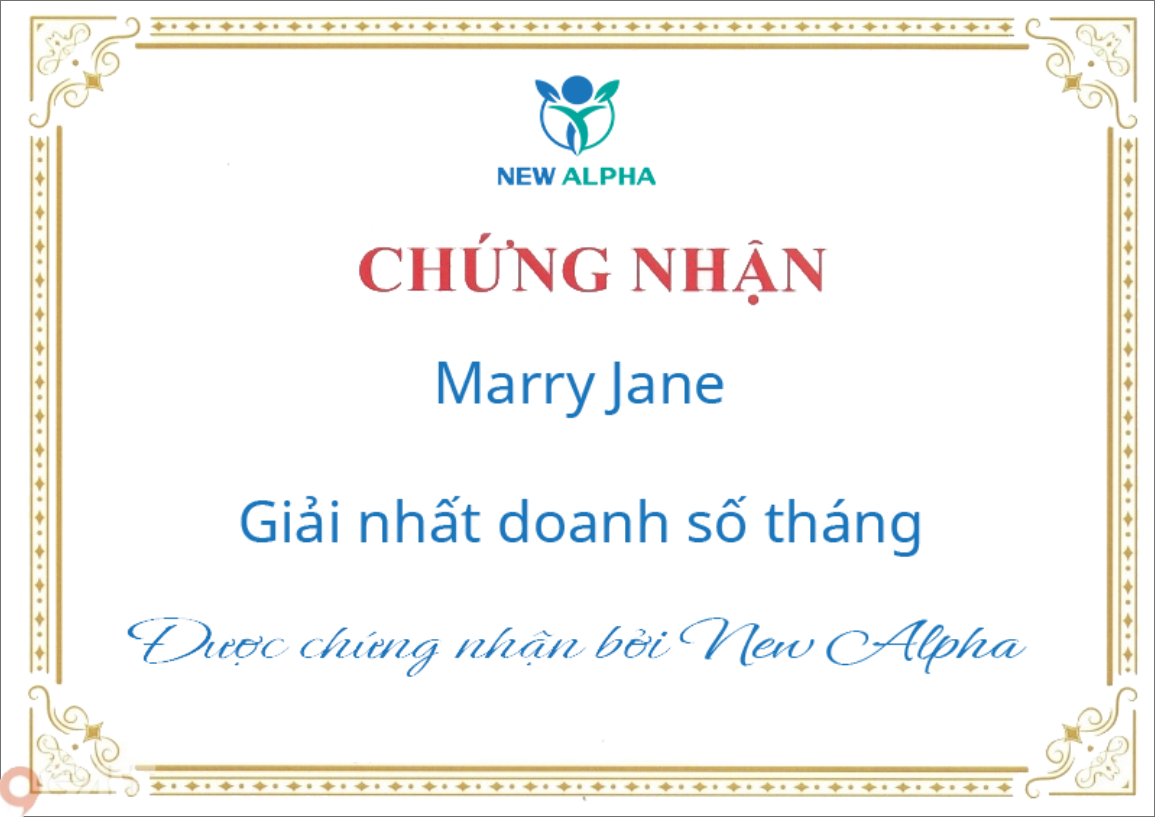 NEW ALPHA
CHỨNG NHẬN
Marry Jane
Giải nhất doanh số tháng
Được chứng nhận bởi New Alpha